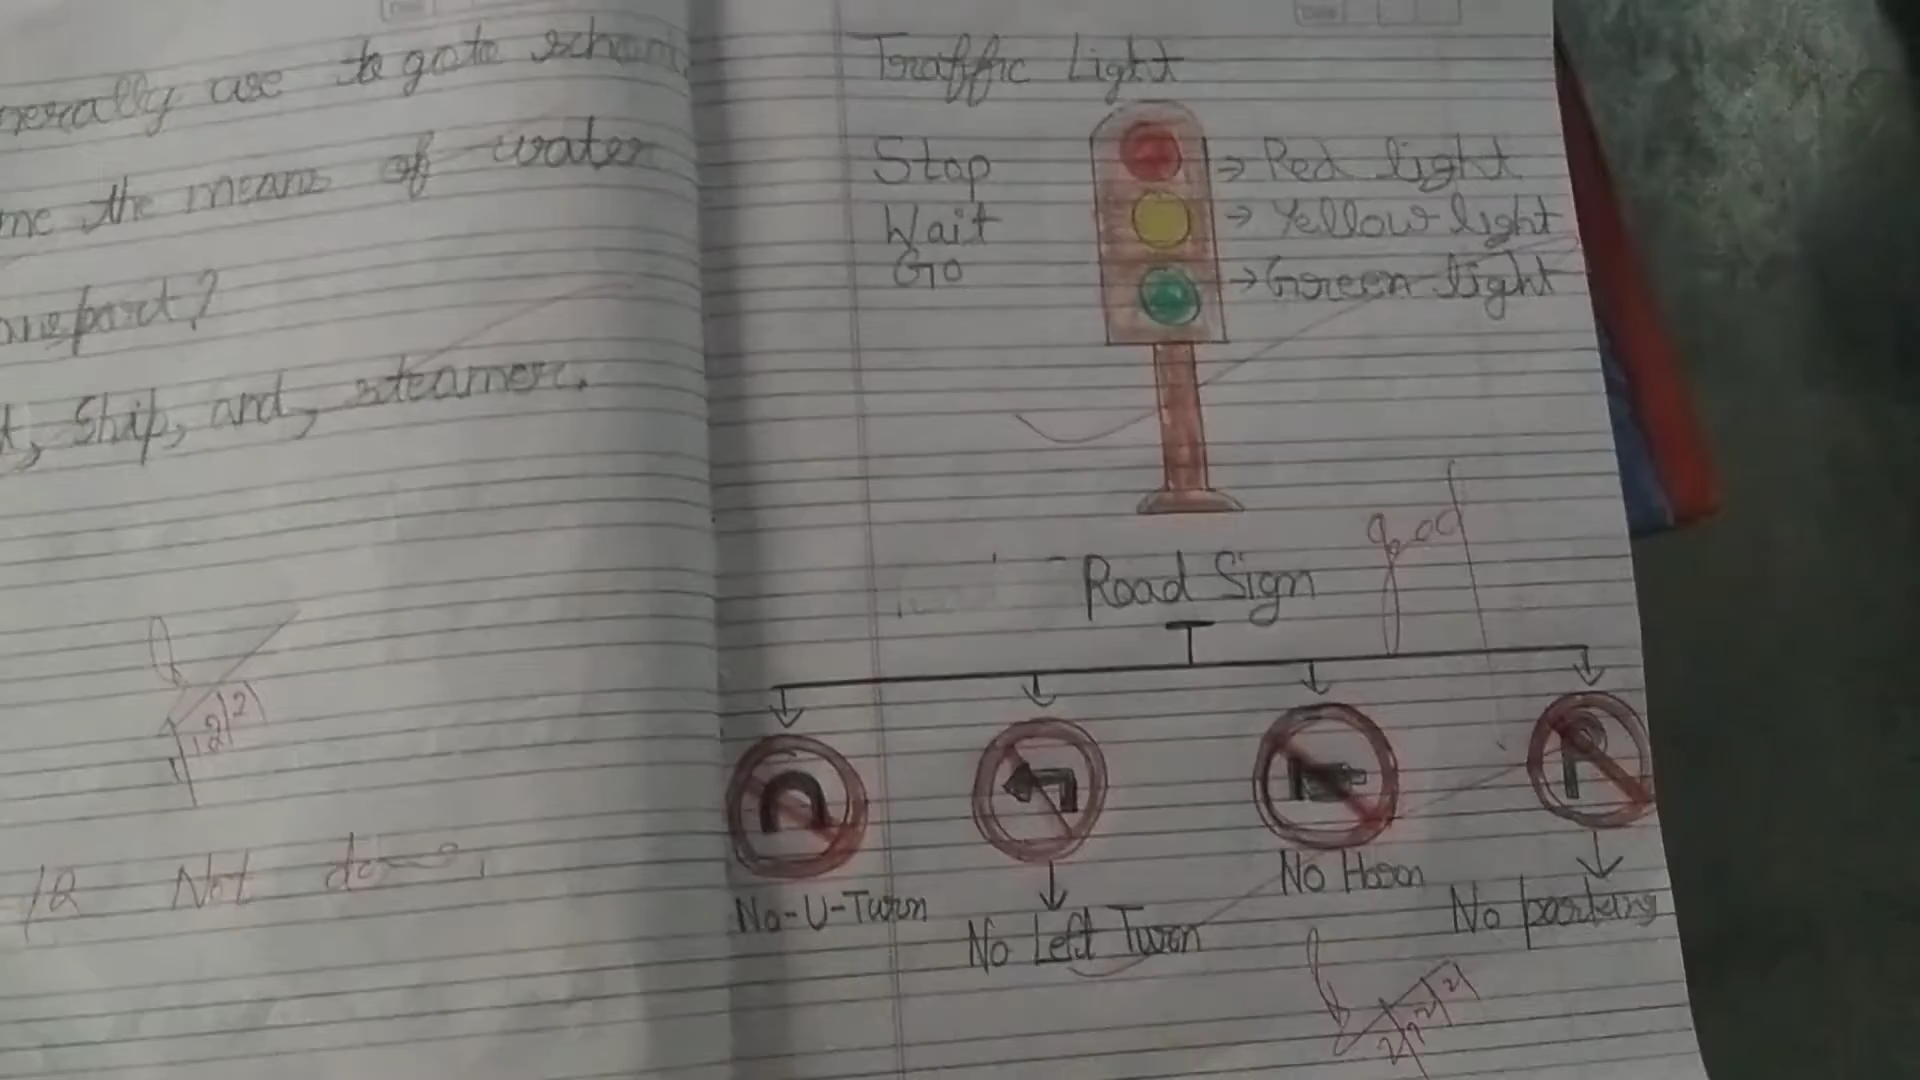 nerally use to go to school.
me the means of water
t, Ship, and, steamer.
Not done.
Traffic Light
Stop → Red light
Wait → Yellow light
Go → Green light
good
Road Sign
No-U-Turn
No Left Turn
No Horn
No parking